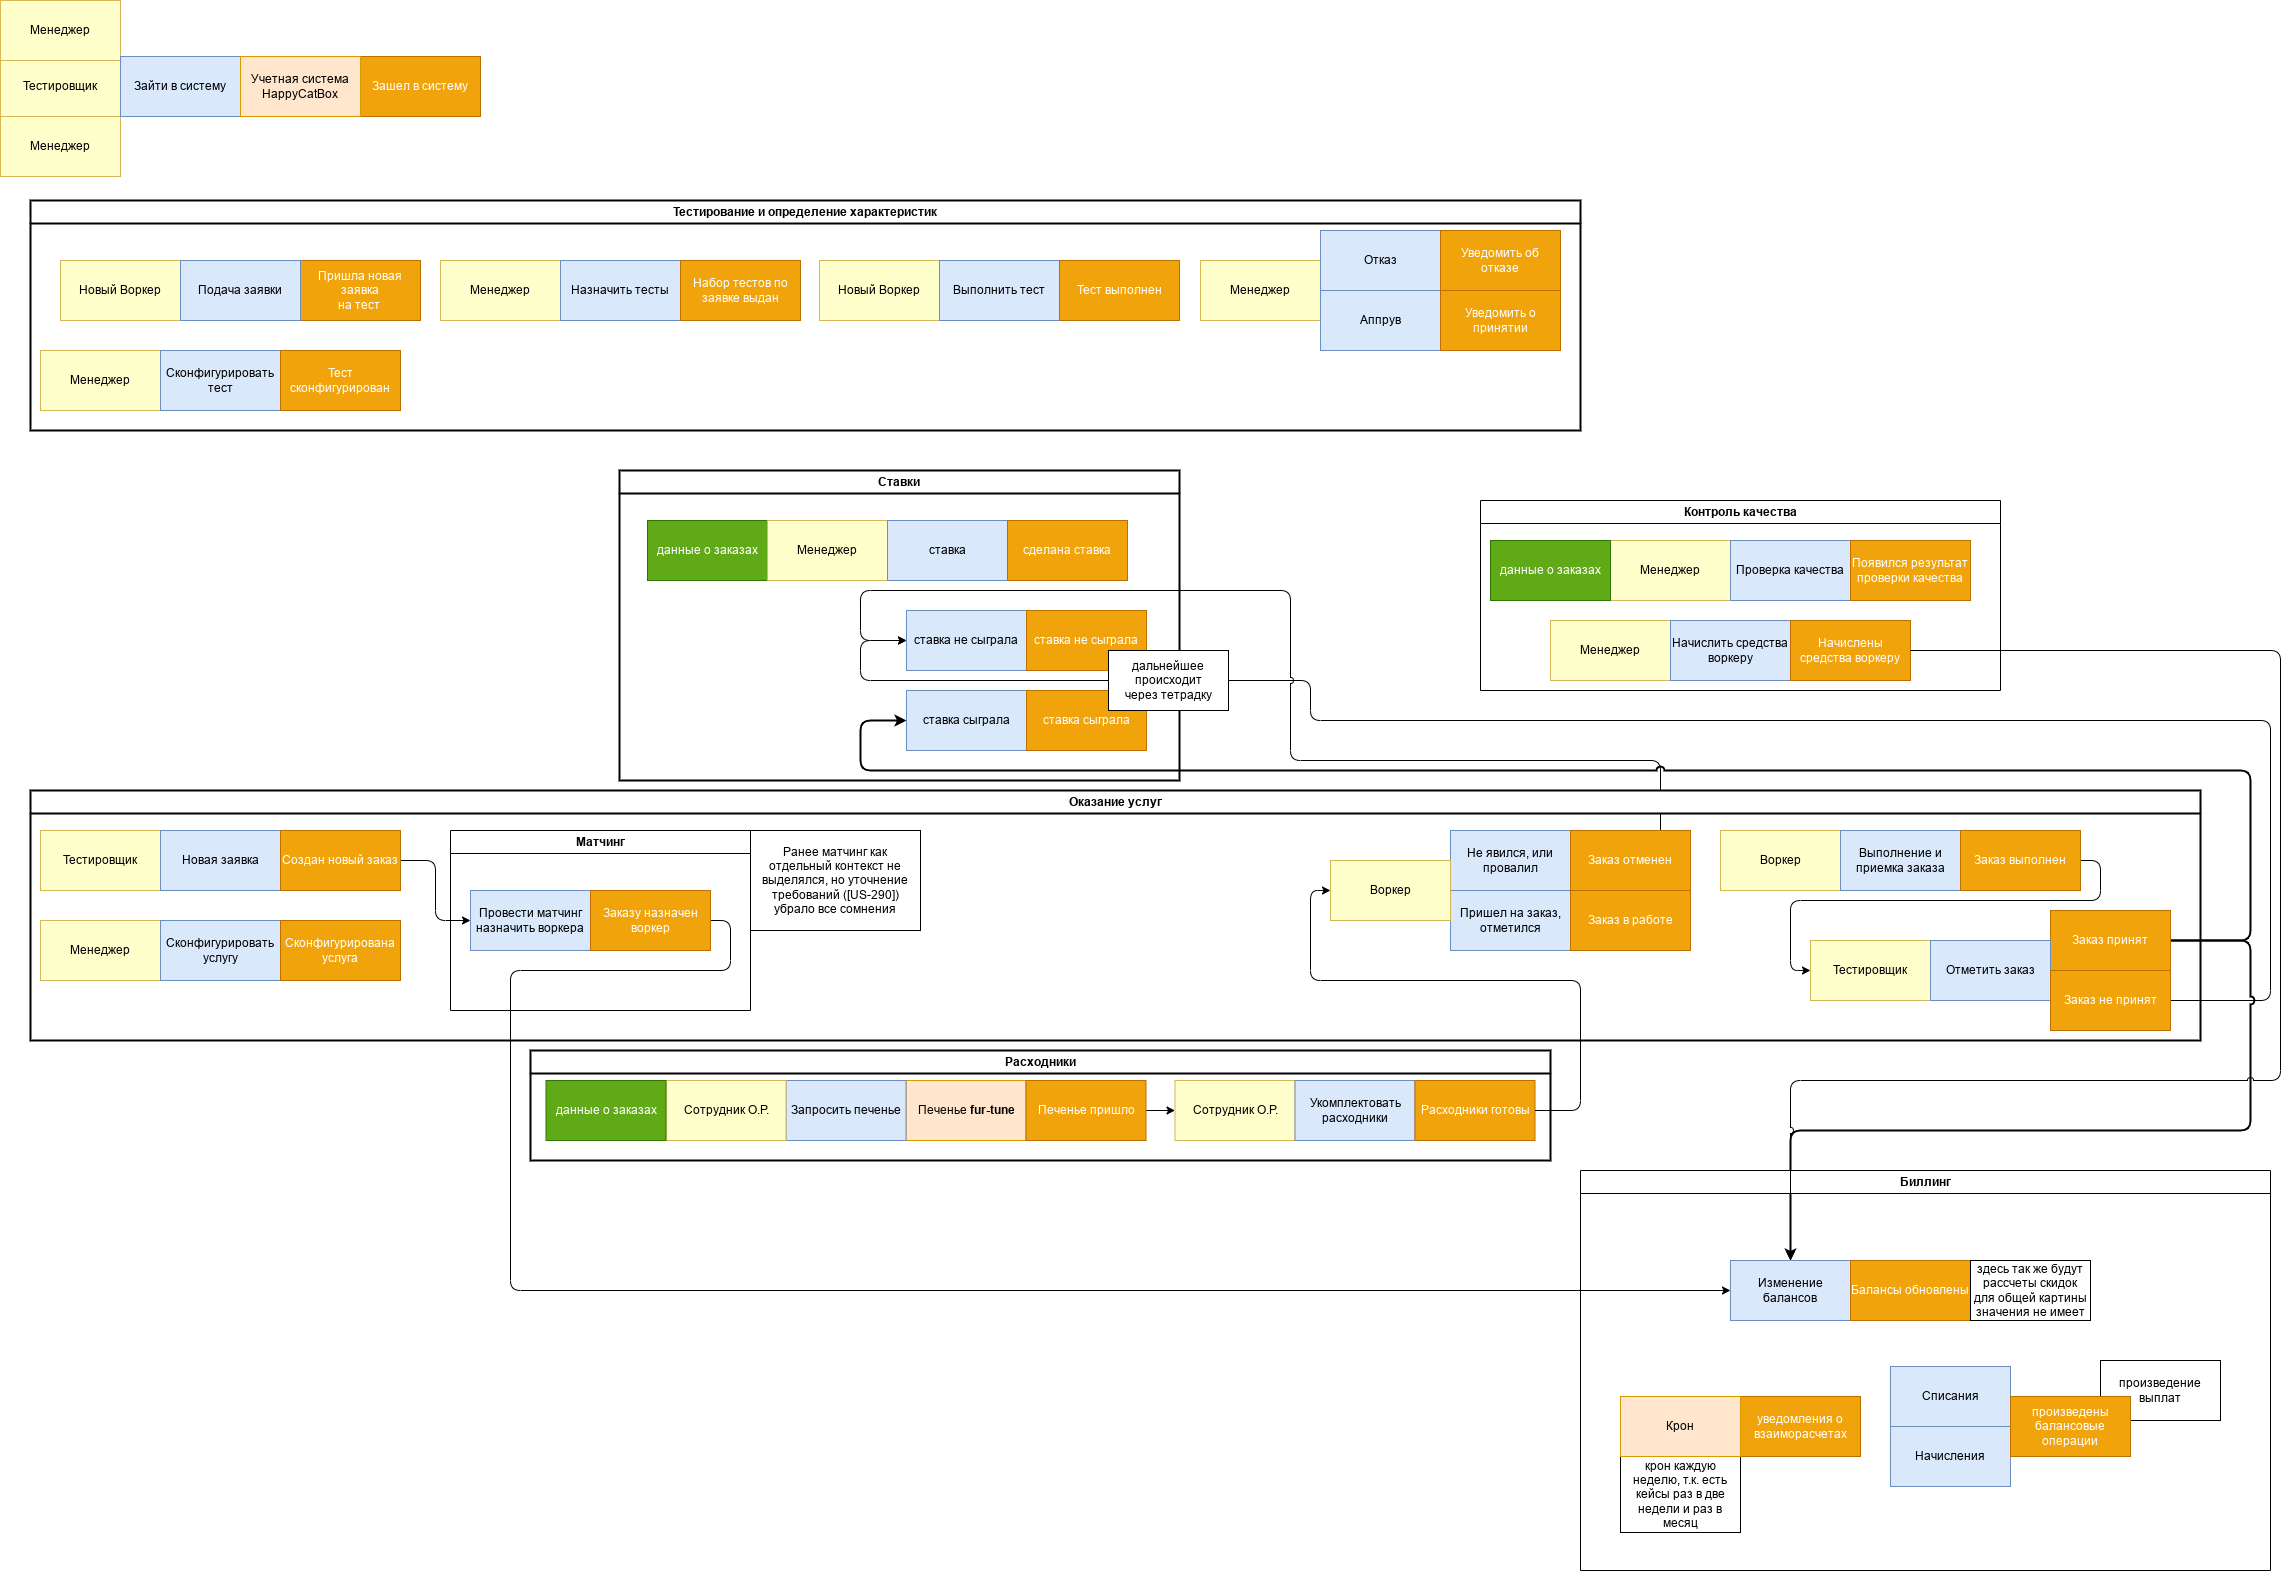 Менеджер
Тестировщик
Зайти в систему
Учетная система
HappyCatBox
Зашел в систему
Менеджер
Тестирование и определение характеристик
Новый Воркер
Подача заявки
Пришла новая
заявка
на тест
Менеджер
Назначить тесты
Набор тестов по
заявке выдан
Новый Воркер
Выполнить тест
Тест выполнен
Менеджер
Отказ
Уведомить об
отказе
Аппрув
Уведомить о
принятии
Менеджер
Сконфигурировать
тест
Тест
сконфигурирован
Ставки
данные о заказах
Менеджер
ставка
сделана ставка
ставка не сыграла
ставка не сыграла
дальнейшее
происходит
через тетрадку
ставка сыграла
ставка сыграла
Контроль качества
данные о заказах
Менеджер
Проверка качества
Появился результат
проверки качества
Менеджер
Начислить средства
воркеру
Начислены
средства воркеру
Оказание услуг
Тестировщик
Новая заявка
Создан новый заказ
Менеджер
Сконфигурировать
услугу
Сконфигурирована
услуга
Матчинг
Провести матчинг
назначить воркера
Заказу назначен
воркер
Ранее матчинг как
отдельный контекст не
выделялся, но уточнение
требований ([US-290])
убрало все сомнения
Воркер
Не явился, или
провалил
Заказ отменен
Пришел на заказ,
отметился
Заказ в работе
Воркер
Выполнение и
приемка заказа
Заказ выполнен
Тестировщик
Отметить заказ
Заказ принят
Заказ не принят
Расходники
данные о заказах
Сотрудник О.Р.
Запросить печенье
Печенье fur-tune
Печенье пришло
Сотрудник О.Р.
Укомплектовать
расходники
Расходники готовы
Биллинг
Изменение
балансов
Балансы обновлены
здесь так же будут
рассчеты скидок
для общей картины
значения не имеет
Крон
уведомления о
взаиморасчетах
крон каждую
неделю, т.к. есть
кейсы раз в две
недели и раз в
месяц
Списания
Начисления
произведены
балансовые
операции
произведение
выплат